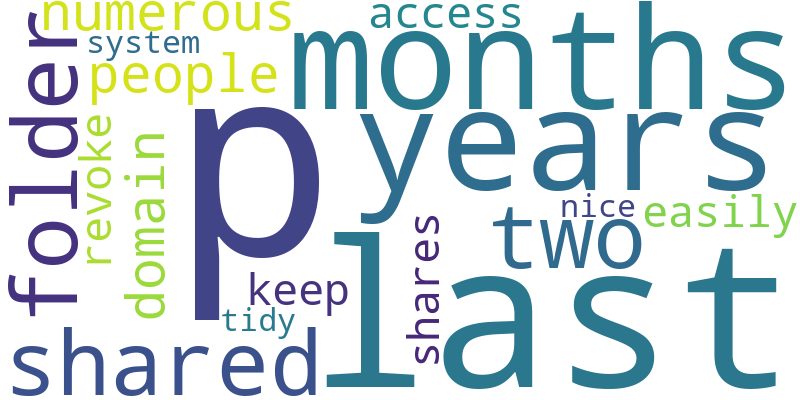 numerous
access
system
months
people
folder
p
years
revoke
domain
nice
easily
two
shares
last
keep
tidy
shared